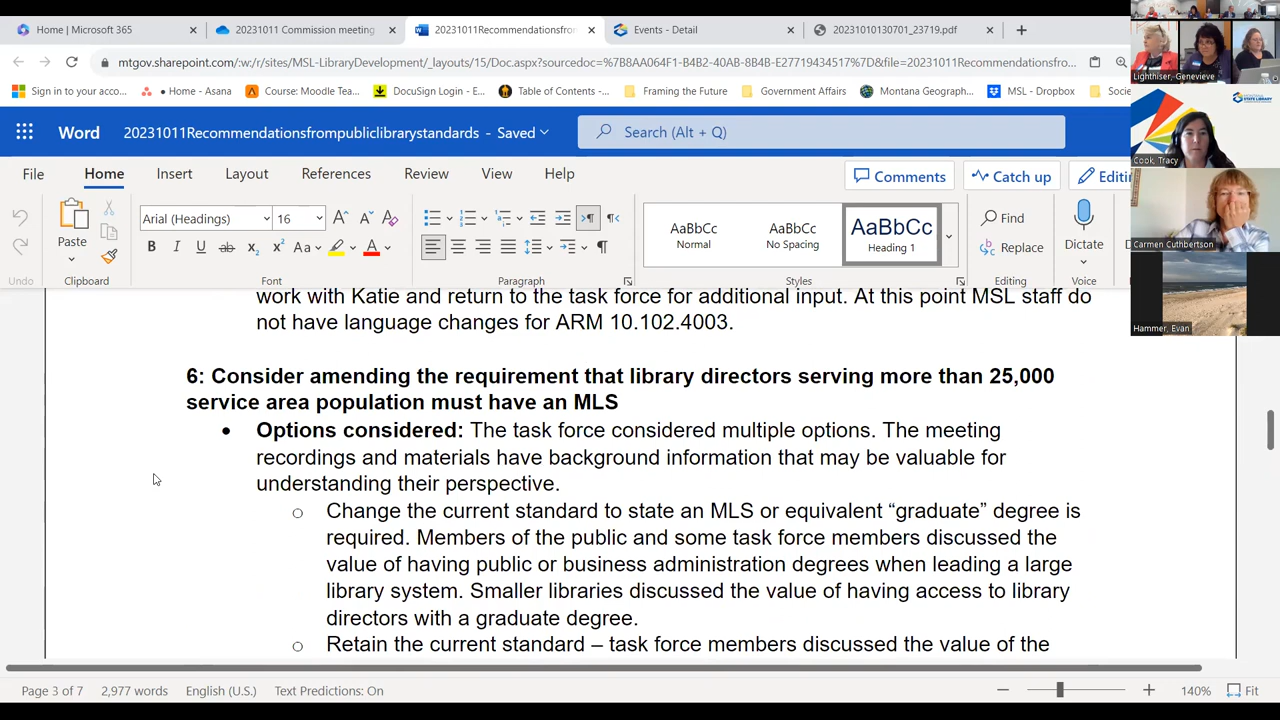 Home | Microsoft 365
20231011 Commission meeting
20231011Recommendationsfrom
Events - Detail
20231010130701_23719.pdf
mtgov.sharepoint.com/:w:/r/sites/MSL-LibraryDevelopment/_layouts/15/Doc.aspx?sourcedoc=%7B8AA064F1-B4B2-40AB-8B4B-E27719434517%7D&file=20231011Recommendationsfrom...
Sign in to your acco...
Home - Asana
Course: Moodle Tea...
DocuSign Login - E...
Table of Contents -...
Framing the Future
Government Affairs
Montana Geograph...
MSL - Dropbox
Socie
Word
20231011Recommendationsfrompubliclibrarystandards - Saved
Search (Alt + Q)
File
Home
Insert
Layout
References
Review
View
Help
Comments
Catch up
Editin
Paste
Clipboard
Arial (Headings)
16
Font
Paragraph
AaBbCc
Normal
AaBbCc
No Spacing
AaBbCc
Heading 1
Styles
Find
Replace
Editing
Dictate
Voice
Undo
Lighthiser, Genevieve
Cook, Tracy
Carmen Cuthbertson
Hammer, Evan
work with Katie and return to the task force for additional input. At this point MSL staff do
not have language changes for ARM 10.102.4003.
6: Consider amending the requirement that library directors serving more than 25,000
service area population must have an MLS
• Options considered: The task force considered multiple options. The meeting
recordings and materials have background information that may be valuable for
understanding their perspective.
o Change the current standard to state an MLS or equivalent “graduate” degree is
required. Members of the public and some task force members discussed the
value of having public or business administration degrees when leading a large
library system. Smaller libraries discussed the value of having access to library
directors with a graduate degree.
o Retain the current standard – task force members discussed the value of the
Page 3 of 7
2,977 words
English (U.S.)
Text Predictions: On
140%
Fit